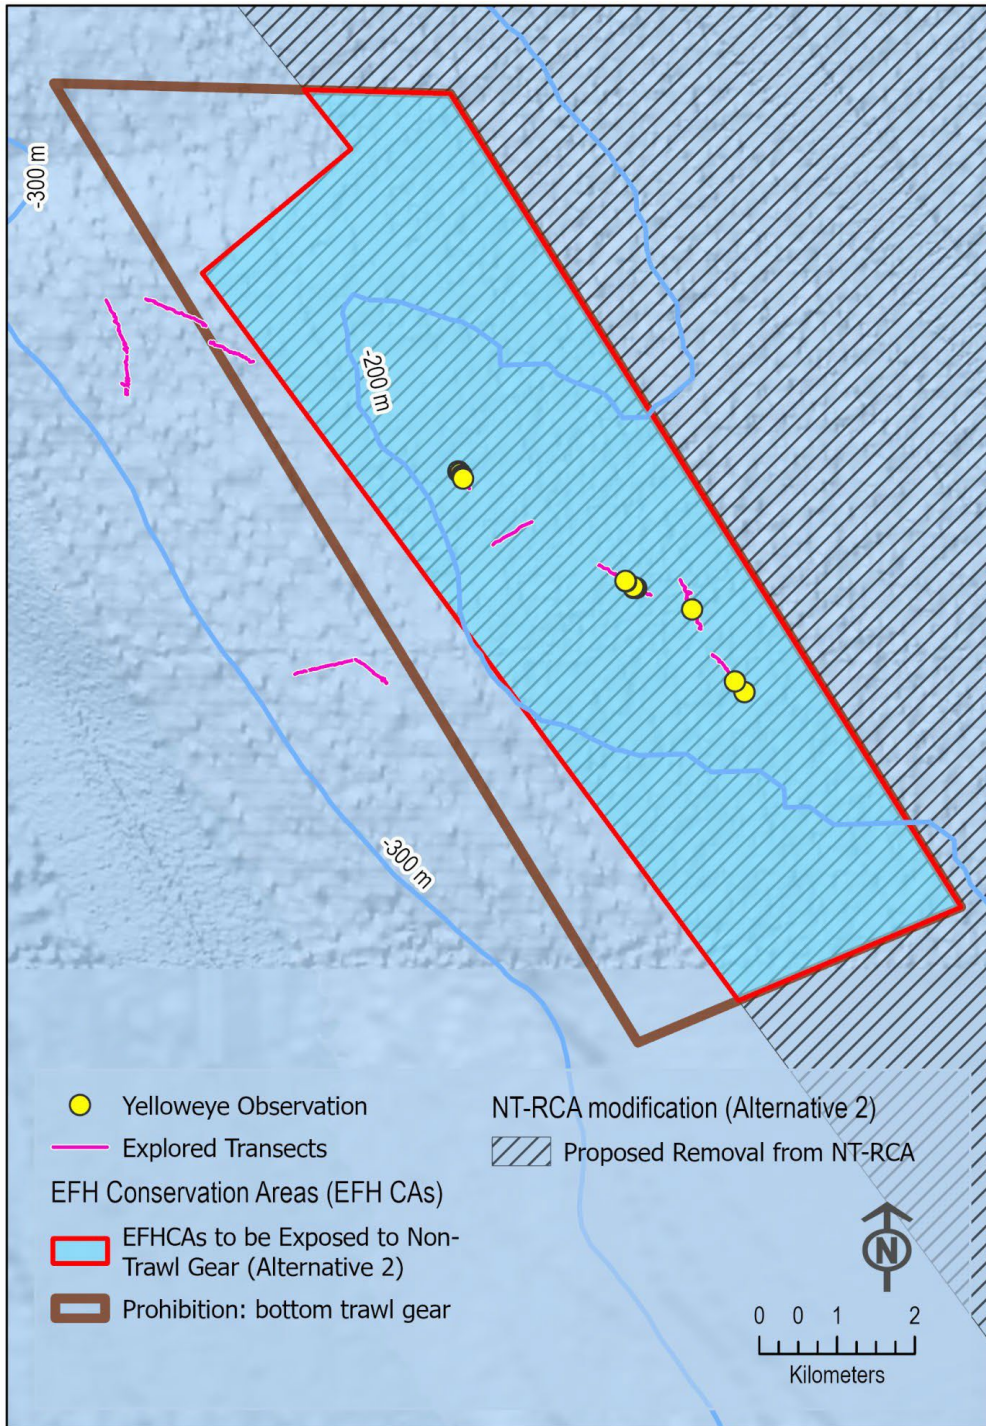 -300 m
-200 m
-300 m
Yelloweye Observation
Explored Transects
EFH Conservation Areas (EFH CAs)
EFHCAs to be Exposed to Non-
Trawl Gear (Alternative 2)
Prohibition: bottom trawl gear
NT-RCA modification (Alternative 2)
Proposed Removal from NT-RCA
N
0 0 1 2
Kilometers